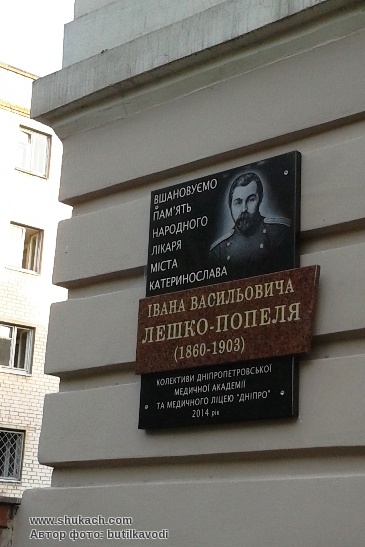 ВШАНОВУЄМО
ПАМ'ЯТЬ
НАРОДНОГО
ЛІКАРЯ
МІСТА
КАТЕРИНОСЛАВА
ІВАНА ВАСИЛЬОВИЧА
ЛЕШКО-ПОПЕЛЯ
(1860-1903)
КОЛЕКТИВИ ДНІПРОПЕТРОВСЬКОЇ
МЕДИЧНОЇ АКАДЕМІЇ
ТА МЕДИЧНОГО ЛІЦЕЮ "ДНІПРО"
2014 рік
www.shukach.com
Автор фото: butilkavodi